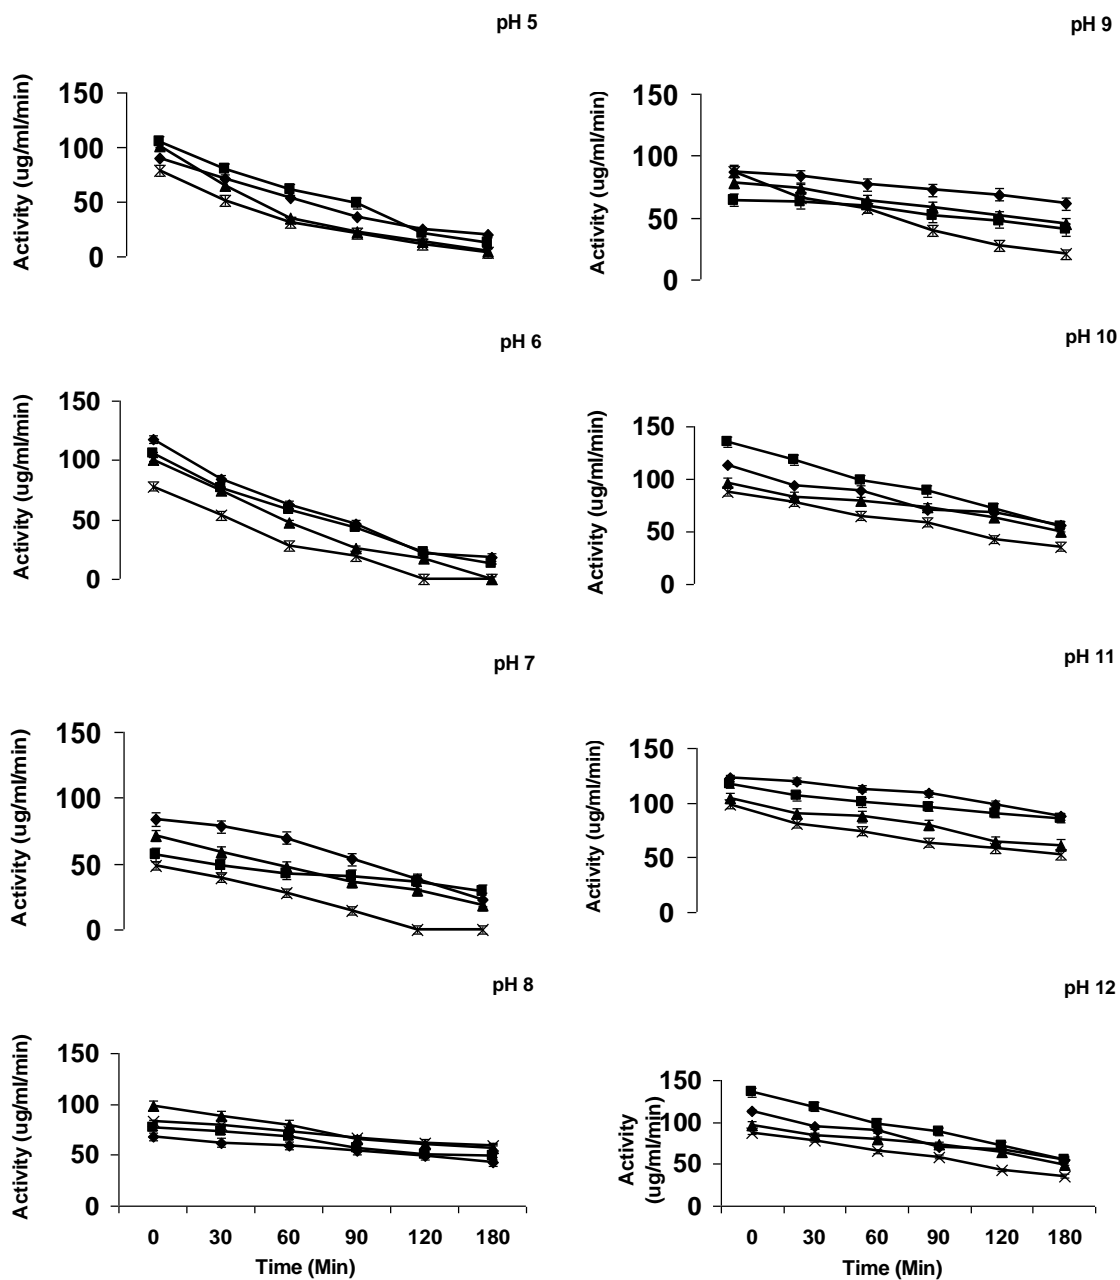 pH 5
150
100
50
0
Activity (ug/ml/min)
pH 6
150
100
50
0
Activity (ug/ml/min)
pH 7
150
100
50
0
Activity (ug/ml/min)
pH 8
150
100
50
0
Activity (ug/ml/min)
0 30 60 90 120 180
Time (Min)
pH 9
150
100
50
0
Activity (ug/ml/min)
pH 10
150
100
50
0
Activity (ug/ml/min)
pH 11
150
100
50
0
Activity (ug/ml/min)
pH 12
150
100
50
0
Activity
(ug/ml/min)
0 30 60 90 120 180
Time (Min)